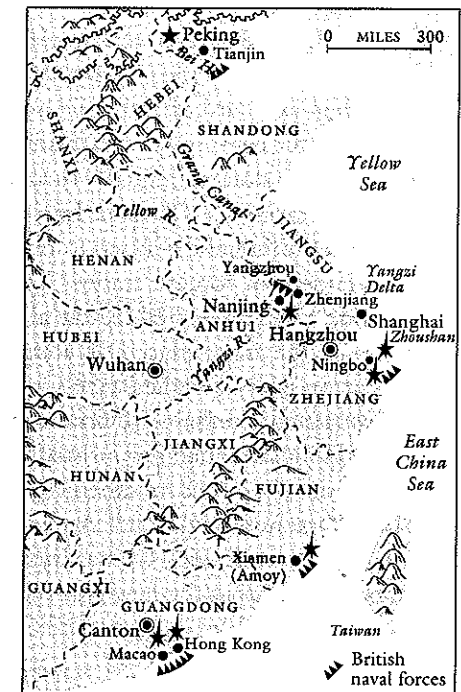 Peking
Tianjin
Bei H.
0 MILES 300
HEBEI
SHANXI
SHANDONG
Grand Canal
Yellow
Sea
Yellow R.
JIANGSU
HENAN
Yangzhou
Yangzi
Delta
Zhenjiang
Nanjing
ANHUI
Shanghai
HUBEI
Hangzhou
Zhoushan
Wuhan
Yangzi R.
Ningbo
ZHEJIANG
JIANGXI
East
China
Sea
HUNAN
FUJIAN
Xiamen
(Amoy)
GUANGXI
GUANGDONG
Canton
Hong Kong
Macao
Taiwan
British
naval forces